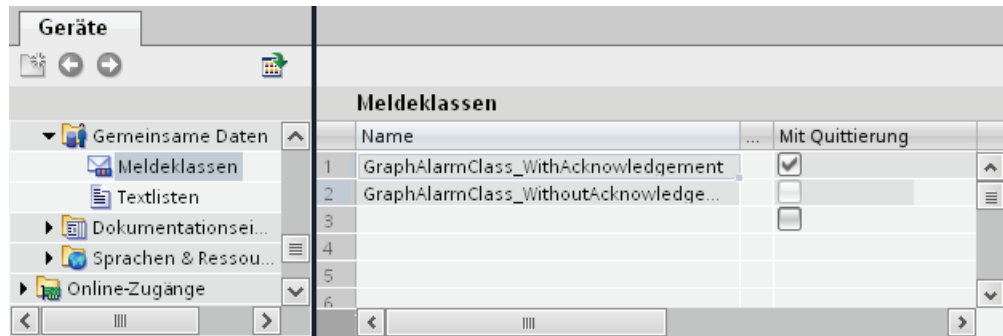 Geräte
Meldeklassen
Gemeinsame Daten
Meldeklassen
Textlisten
Dokumentationsei...
Sprachen & Ressou...
Online-Zugänge
Name ... Mit Quittierung
1 GraphAlarmClass_WithAcknowledgement
2 GraphAlarmClass_WithoutAcknowledge...
3
4
5
6